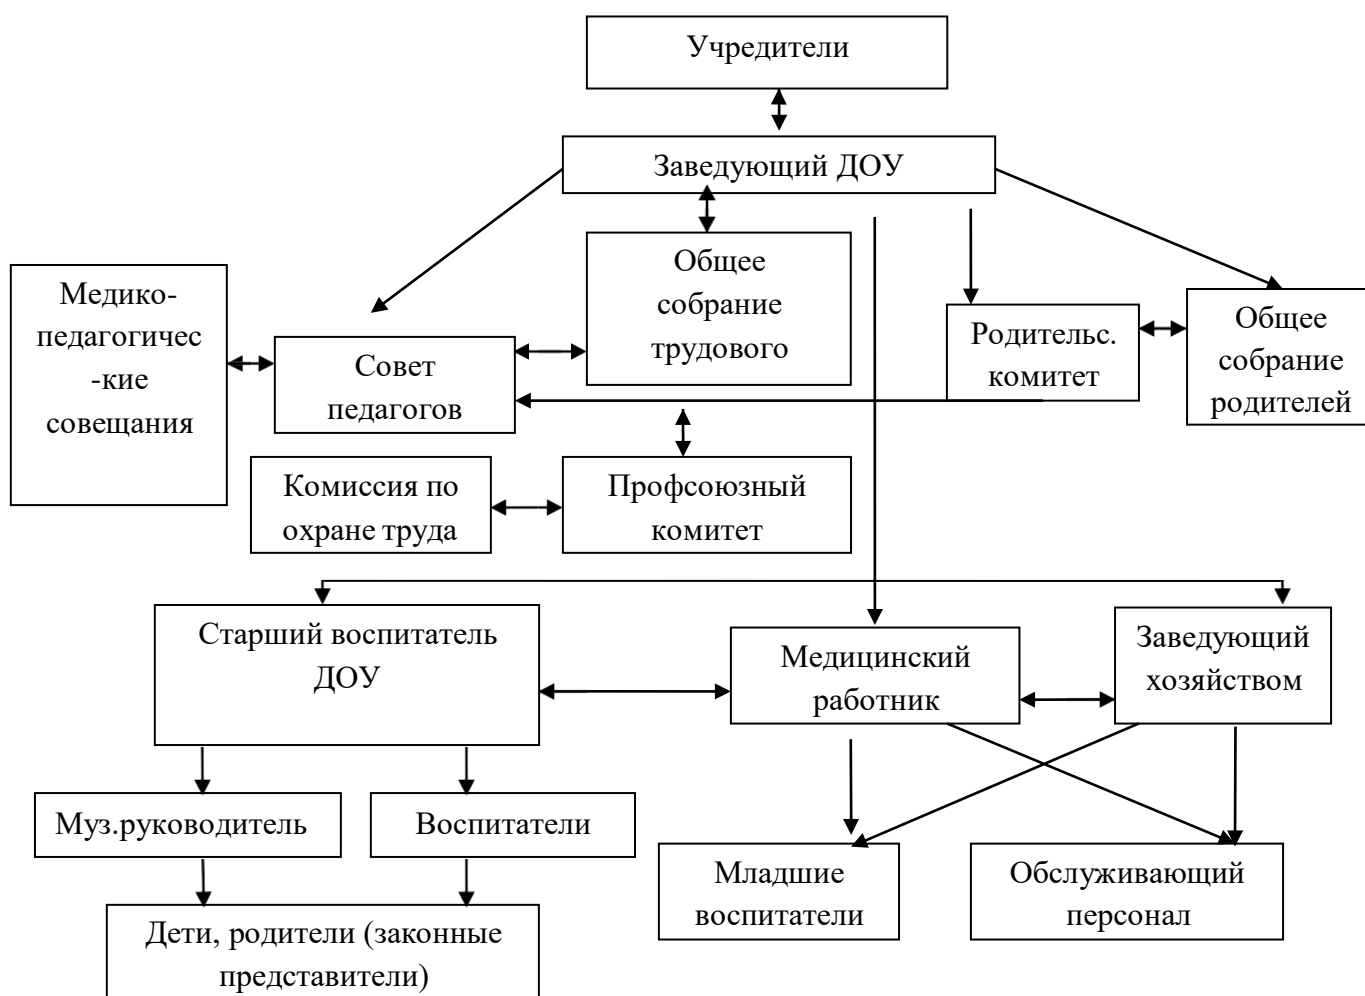 Учредители
Заведующий ДОУ
Общее
собрание
трудового
Медико-
педагогичес
-кие
совещания
Совет
педагогов
Родительс.
комитет
Общее
собрание
родителей
Комиссия по
охране труда
Профсоюзный
комитет
Старший воспитатель
ДОУ
Медицинский
работник
Заведующий
хозяйством
Муз.руководитель
Воспитатели
Младшие
воспитатели
Обслуживающий
персонал
Дети, родители (законные
представители)